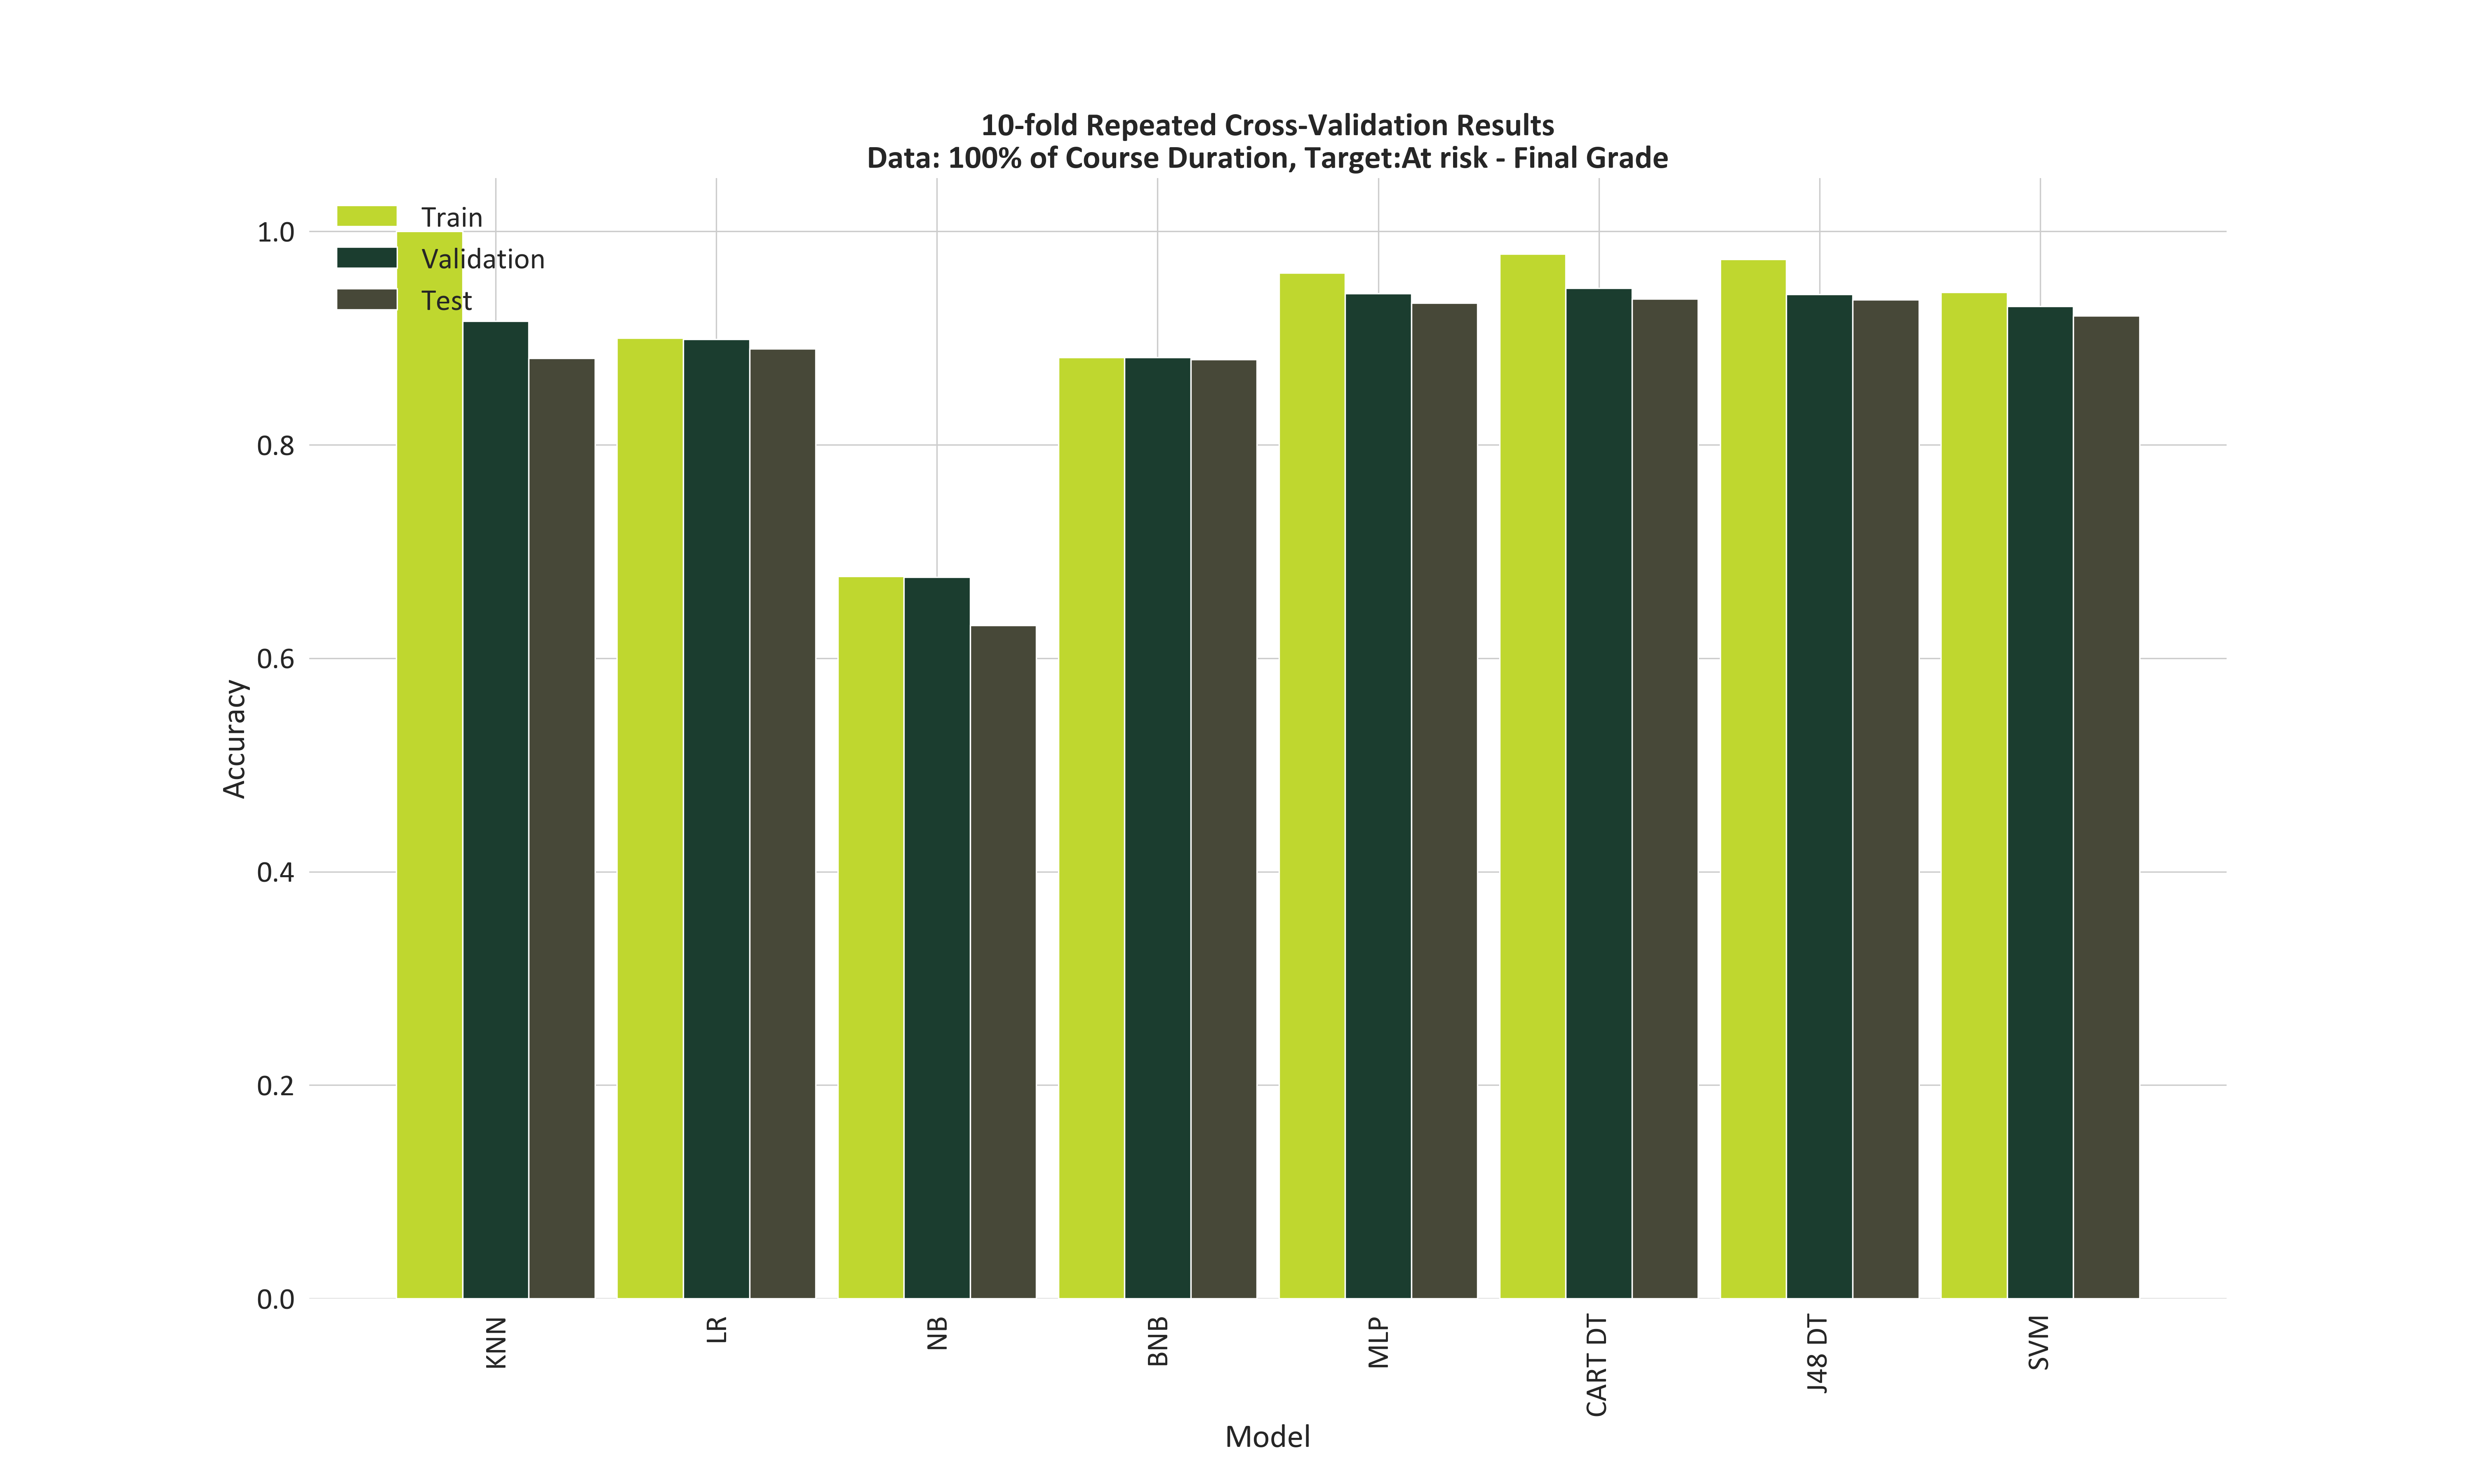 10-fold Repeated Cross-Validation Results
Data: 100% of Course Duration, Target:At risk - Final Grade
Train
Validation
Test
1.0
0.8
0.6
0.4
0.2
0.0
Accuracy
KNN
LR
NB
BNB
MLP
CART DT
J48 DT
SVM
Model